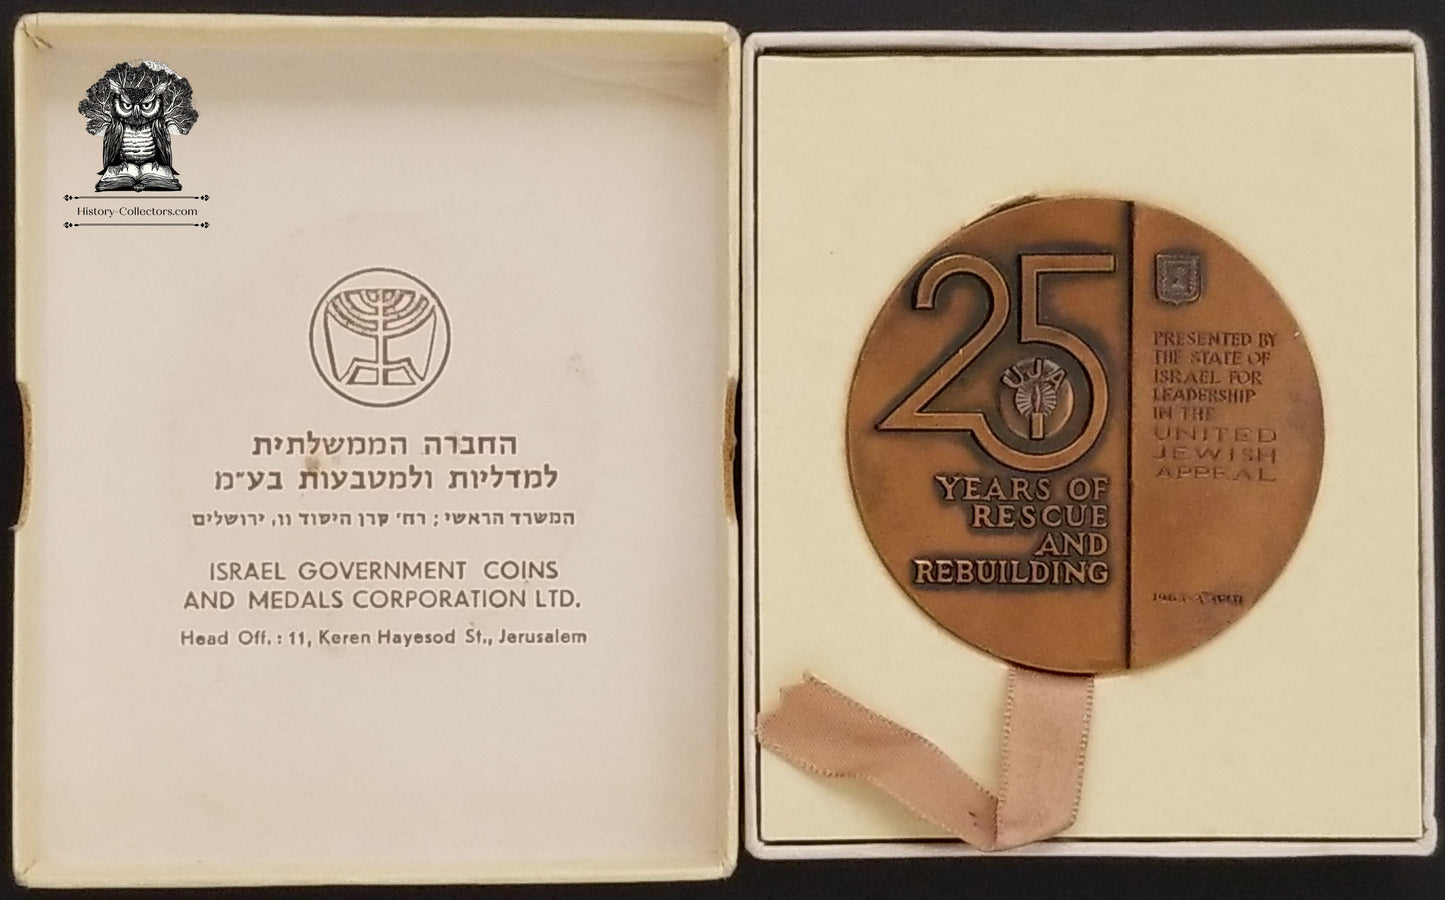 History-Collectors.com
החברה הממשלתית
למדליות ולמטבעות בע״מ
המשרד הראשי: רח׳ קרן היסוד 11, ירושלים
ISRAEL GOVERNMENT COINS
AND MEDALS CORPORATION LTD.
Head Off.: 11, Keren Hayesod St., Jerusalem
25
UJA
YEARS OF
RESCUE
AND
REBUILDING
PRESENTED BY
THE STATE OF
ISRAEL FOR
LEADERSHIP
IN THE
UNITED
JEWISH
APPEAL